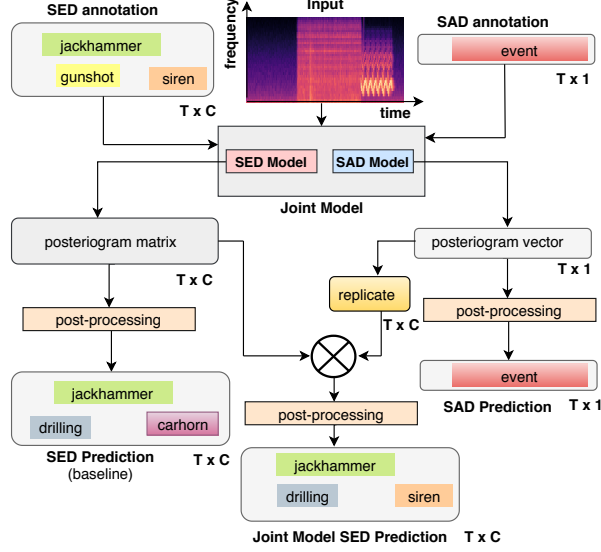 SED annotation
jackhammer
gunshot
siren
T x C
Input
frequency
time
SAD annotation
event
T x 1
SED Model
SAD Model
Joint Model
posteriogram matrix
T x C
posteriogram vector
T x 1
replicate
T x C
post-processing
post-processing
jackhammer
drilling
carhorn
SED Prediction
(baseline)
T x C
event
SAD Prediction
T x 1
post-processing
jackhammer
drilling
siren
Joint Model SED Prediction
T x C